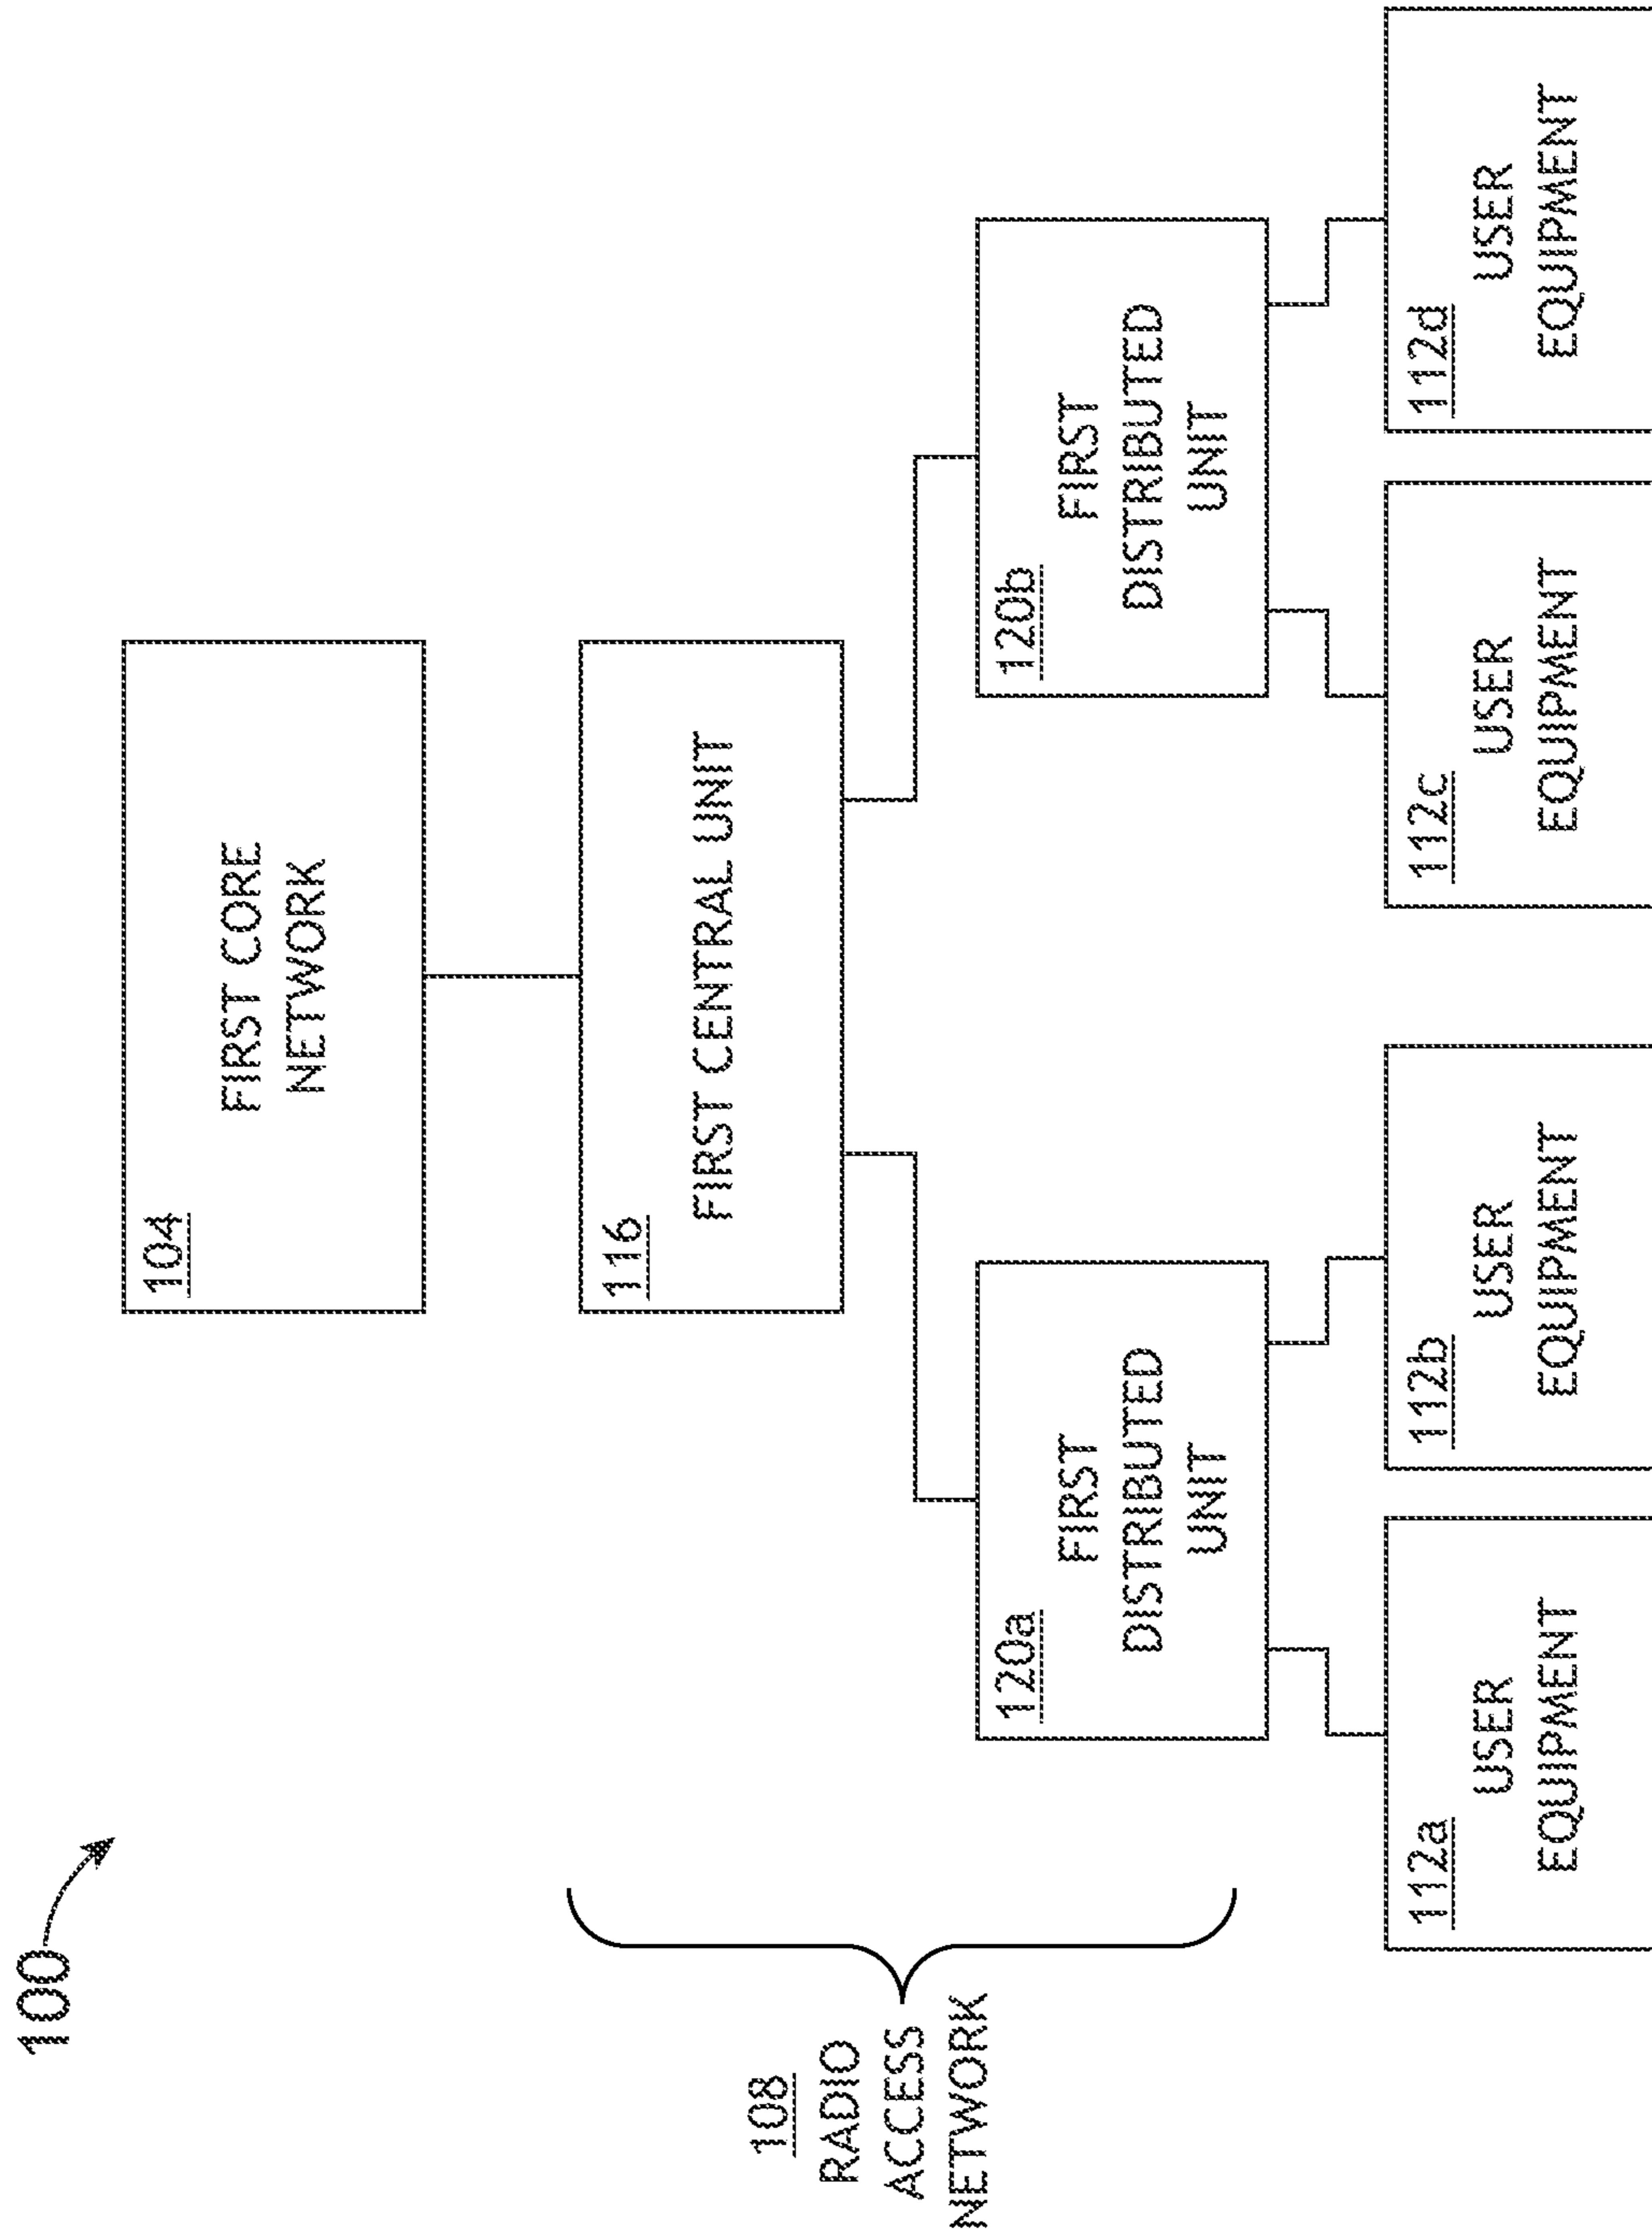 100
104
FIRST CORE
NETWORK
108
RADIO
ACCESS
NETWORK
116
FIRST CENTRAL UNIT
120a
FIRST
DISTRIBUTED
UNIT
120b
FIRST
DISTRIBUTED
UNIT
112a
USER
EQUIPMENT
112b
USER
EQUIPMENT
112c
USER
EQUIPMENT
112d
USER
EQUIPMENT